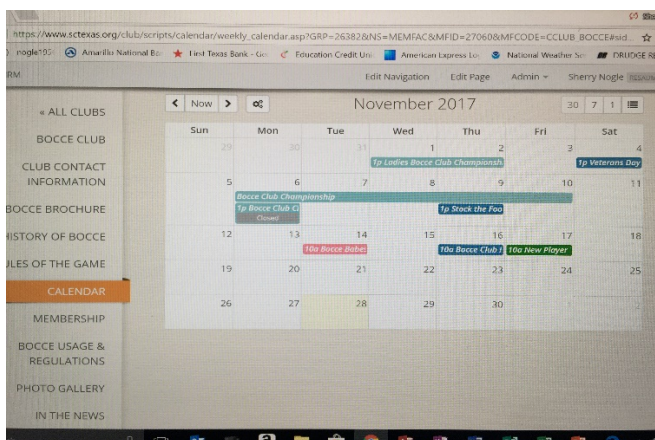 https://www.sctexas.org/club/scripts/weekly_calendar.asp?GRP=26382&NS=MEMFAC&MFID=27060&MFCODE=CCLUB_BOCCE#sid
Amarillo National Ba
First Texas Bank - Ge
Education Credit Uni
American Express Lo
National Weather Ser
DRUDGE RE
RM
Edit Navigation
Edit Page
Admin
Sherry Nogle
« ALL CLUBS
BOCCE CLUB
CLUB CONTACT
INFORMATION
BOCCE BROCHURE
HISTORY OF BOCCE
ULES OF THE GAME
CALENDAR
MEMBERSHIP
BOCCE USAGE &
REGULATIONS
PHOTO GALLERY
IN THE NEWS
Now
November 2017
30 7 1
Sun Mon Tue Wed Thu Fri Sat
29 30 31 1 2 3 4
1p Ladies Bocce Club Championsh
1p Veterans Day
5 6 7 8 9 10 11
Bocce Club Championship
1p Bocce Club Cl
1p Stock the Foo
Closed
12 13 14 15 16 17 18
10a Bocce Babes
10a Bocce Club
10a New Player
19 20 21 22 23 24 25
26 27 28 29 30 1 2